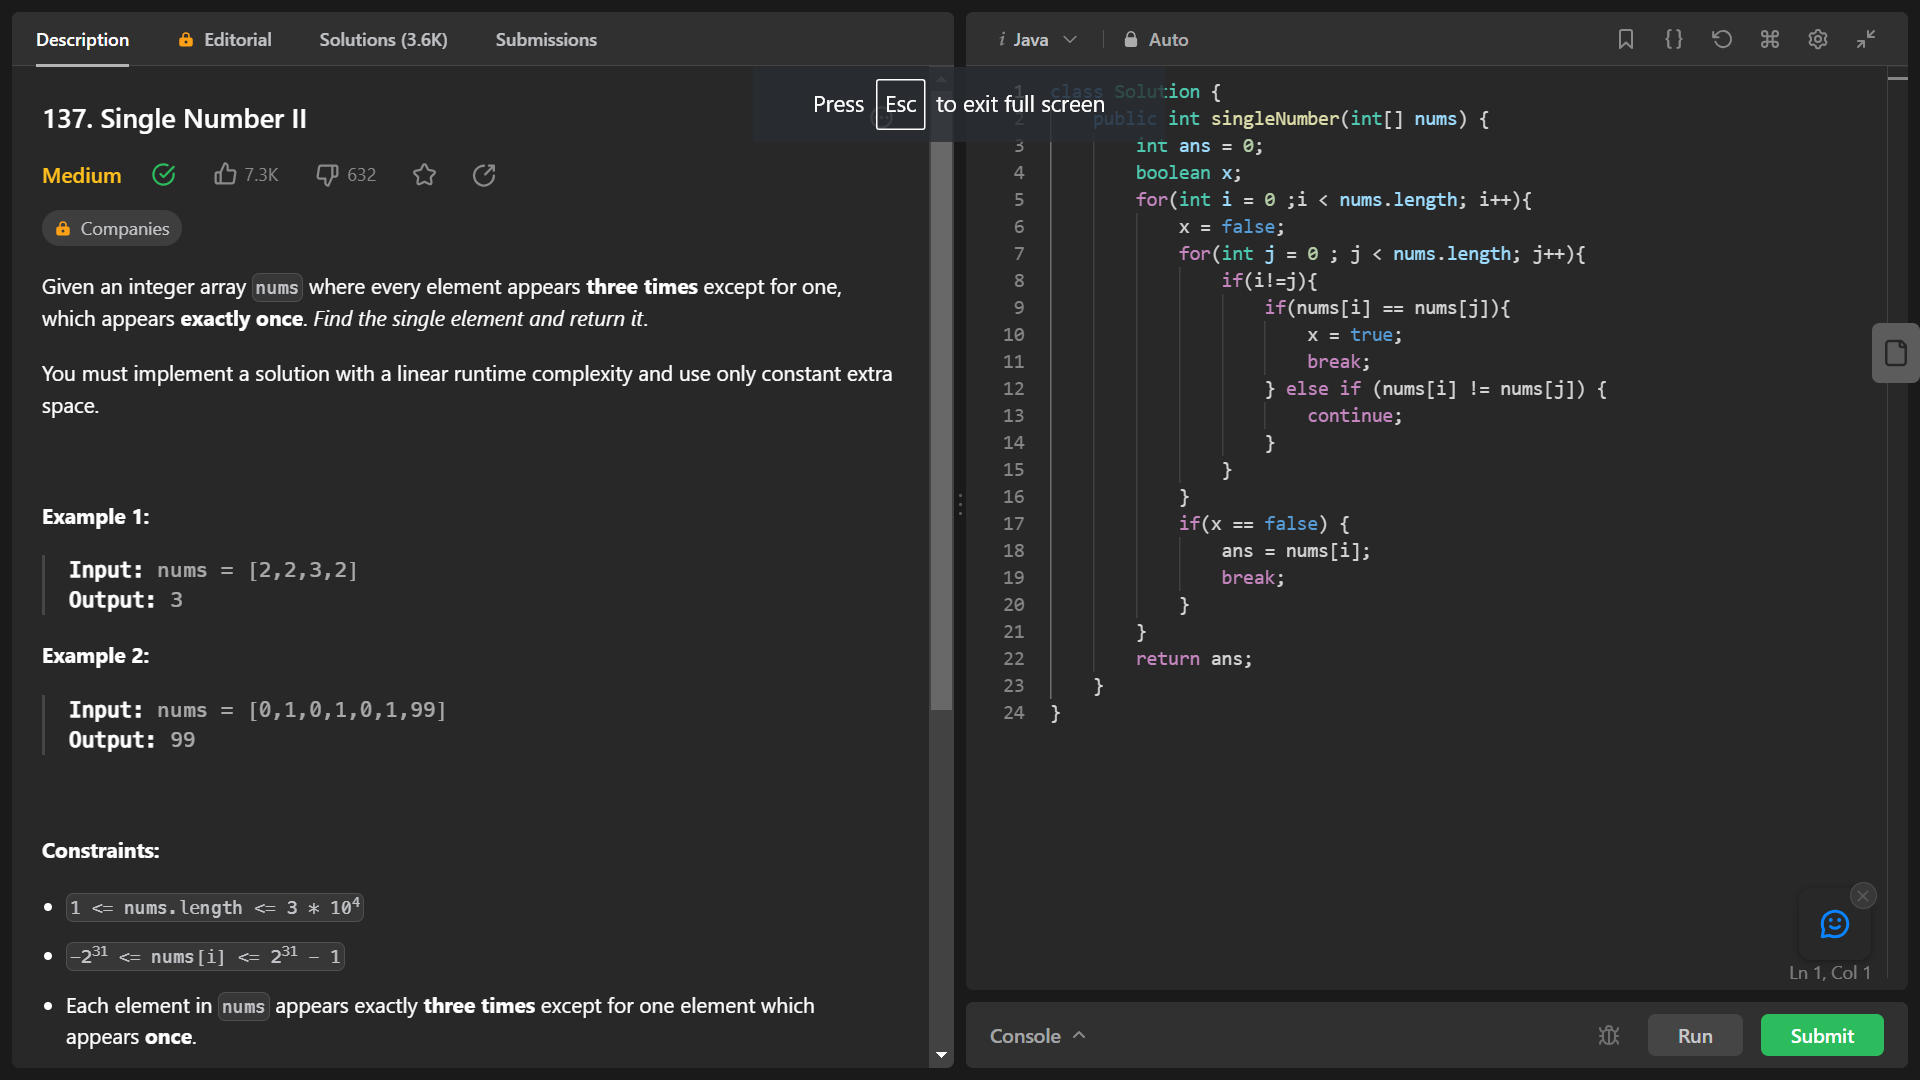 Description
Editorial
Solutions (3.6K)
Submissions
137. Single Number II
Medium
7.3K
632
Companies
Given an integer array nums where every element appears three times except for one,
which appears exactly once. Find the single element and return it.
You must implement a solution with a linear runtime complexity and use only constant extra
space.
Example 1:
Input: nums = [2,2,3,2]
Output: 3
Example 2:
Input: nums = [0,1,0,1,0,1,99]
Output: 99
Constraints:
1 <= nums.length <= 3 * 10^4
-2^31 <= nums[i] <= 2^31 - 1
Each element in nums appears exactly three times except for one element which
appears once.
Press Esc to exit full screen
i Java
Auto
1 class Solution {
2     public int singleNumber(int[] nums) {
3         int ans = 0;
4         boolean x;
5         for(int i = 0 ;i < nums.length; i++){
6             x = false;
7             for(int j = 0 ; j < nums.length; j++){
8                 if(i!=j){
9                     if(nums[i] == nums[j]){
10                         x = true;
11                         break;
12                     } else if (nums[i] != nums[j]) {
13                         continue;
14                     }
15                 }
16             }
17             if(x == false) {
18                 ans = nums[i];
19                 break;
20             }
21         }
22         return ans;
23     }
24 }
Ln 1, Col 1
Console
Run
Submit